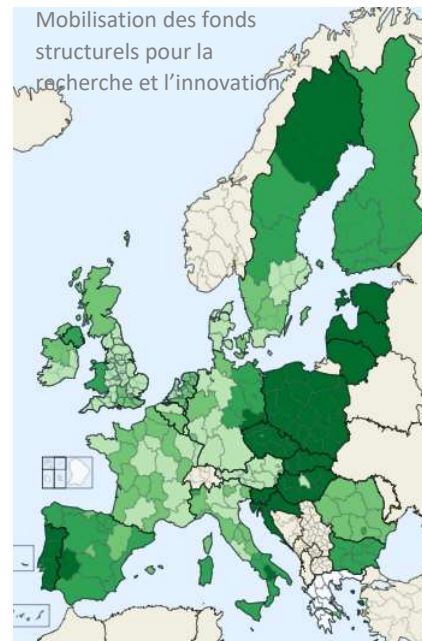 Mobilisation des fonds
structurels pour la
recherche et l’innovation